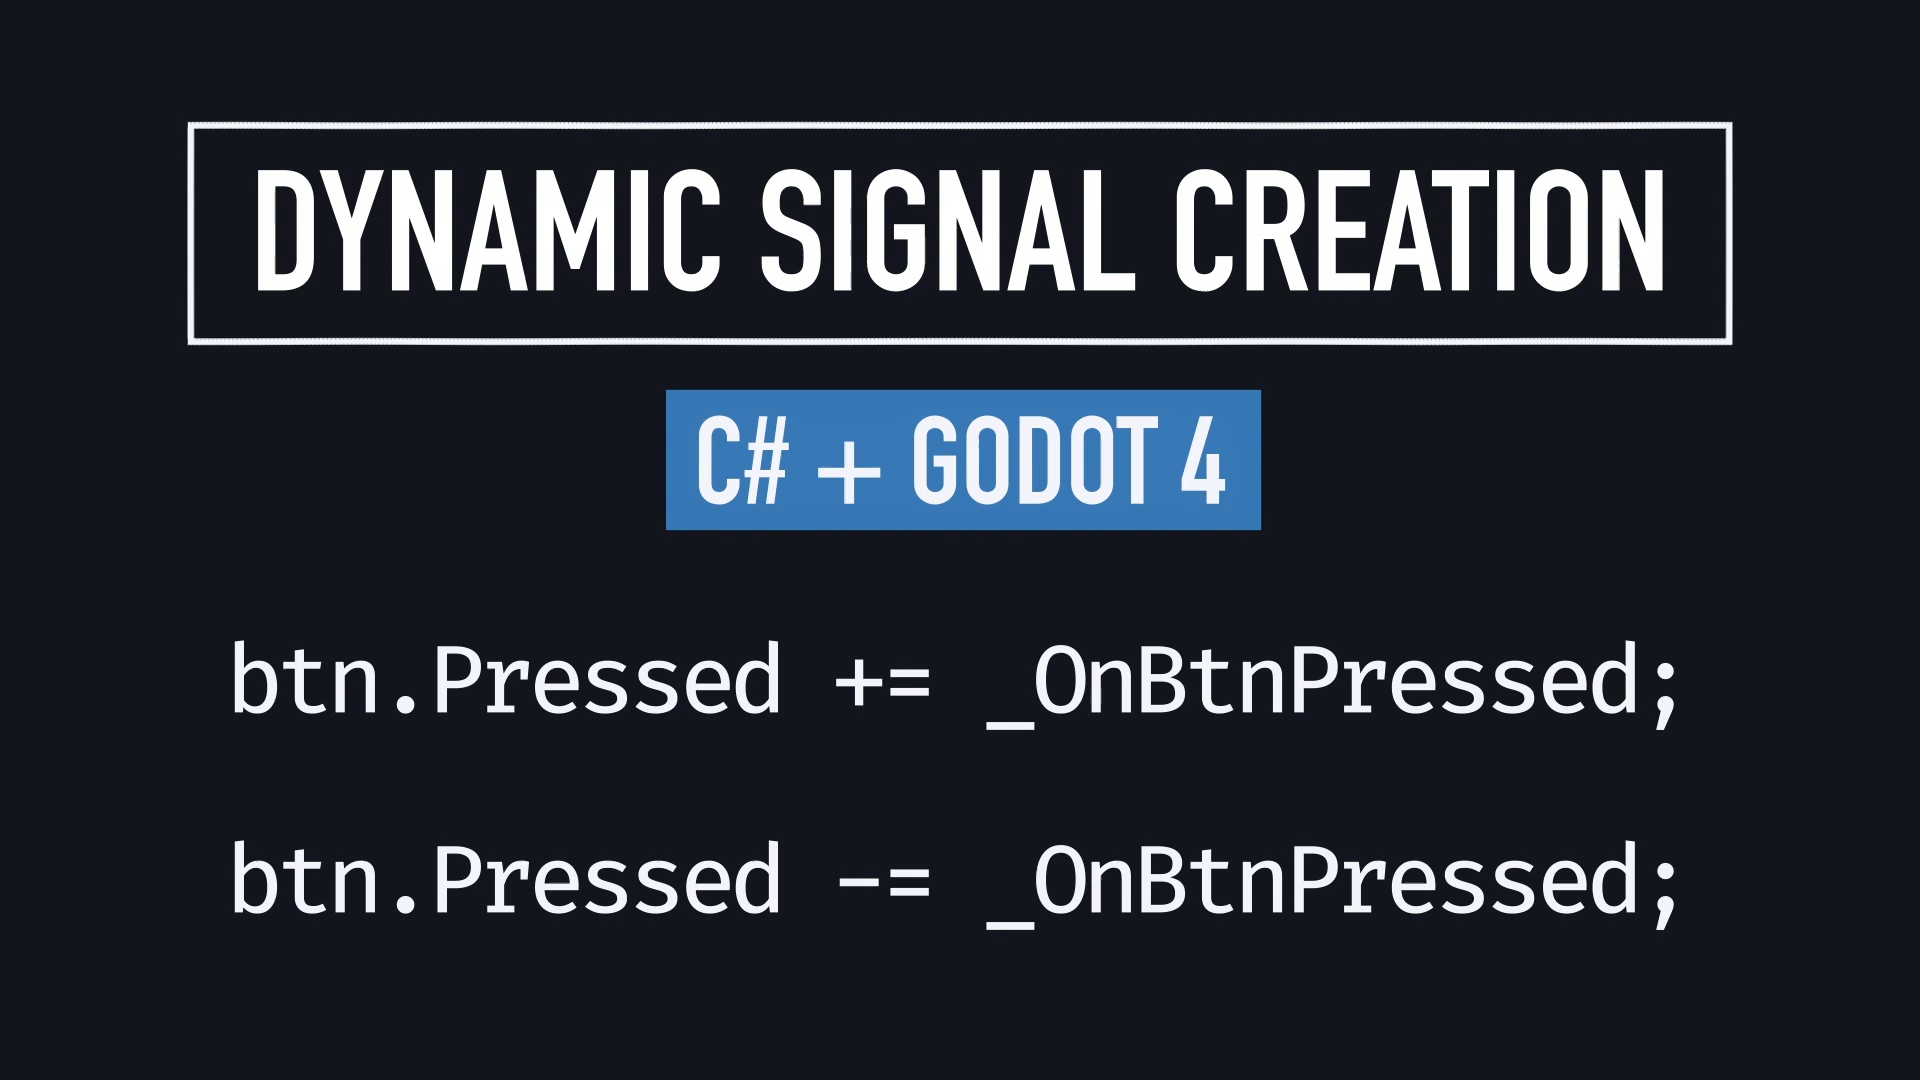 DYNAMIC SIGNAL CREATION
C# + GODOT 4
btn.Pressed += _OnBtnPressed;
btn.Pressed -= _OnBtnPressed;